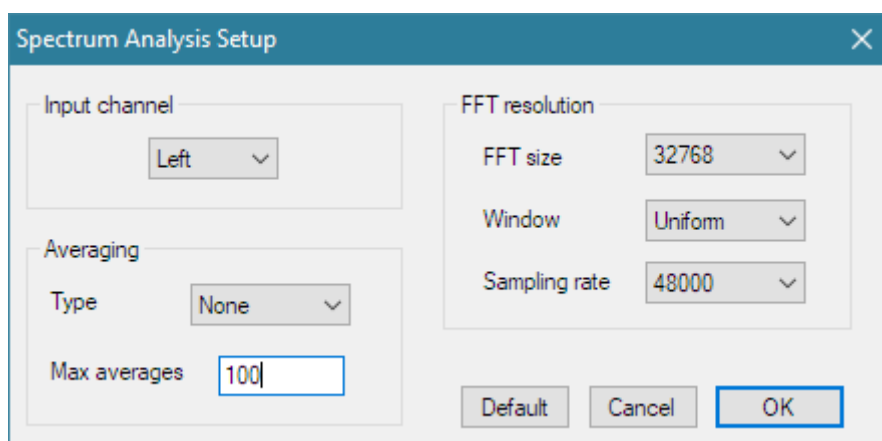 Spectrum Analysis Setup
Input channel
Left
Averaging
Type None
Max averages 100
FFT resolution
FFT size 32768
Window Uniform
Sampling rate 48000
Default Cancel OK